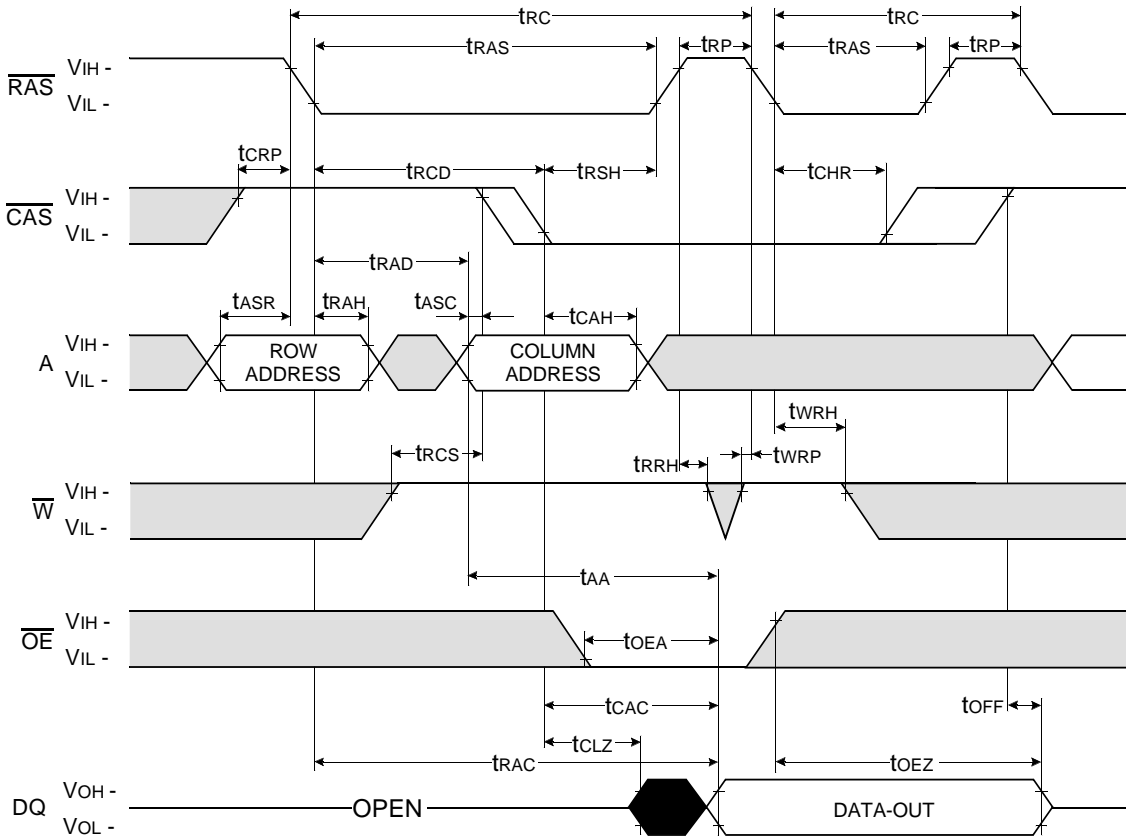 tRC tRC
tRAS tRP tRAS tRP
RAS VIH -
VIL -
tCRP tRCD tRSH tCHR
CAS VIH -
VIL -
tRAD
tASR tRAH tASC tCAH
A VIH -
VIL -
ROW
ADDRESS
COLUMN
ADDRESS
tWRH
tRCS tRRH tWRP
W VIH -
VIL -
tAA
OE VIH -
VIL -
tOEA
tCAC tOFF
tCLZ
tRAC tOEZ
DQ VOH -
VOL -
OPEN DATA-OUT